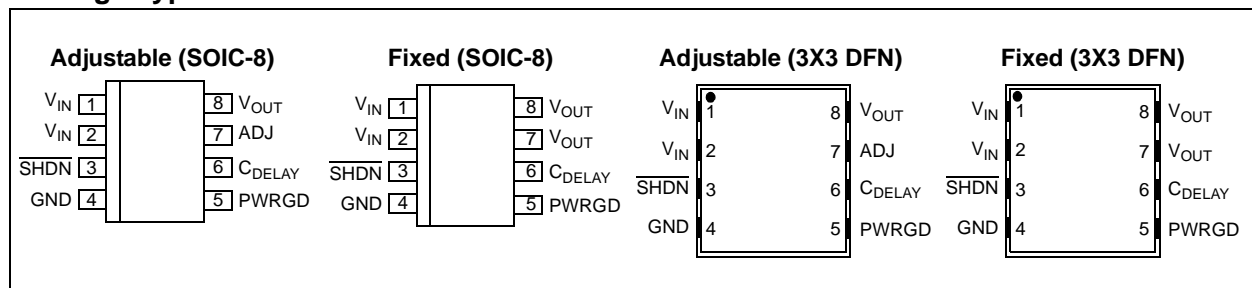 Adjustable (SOIC-8)
VIN 1
VIN 2
SHDN 3
GND 4
8 VOUT
7 ADJ
6 CDELAY
5 PWRGD
Fixed (SOIC-8)
VIN 1
VIN 2
SHDN 3
GND 4
8 VOUT
7 VOUT
6 CDELAY
5 PWRGD
Adjustable (3X3 DFN)
VIN 1
VIN 2
SHDN 3
GND 4
8 VOUT
7 ADJ
6 CDELAY
5 PWRGD
Fixed (3X3 DFN)
VIN 1
VIN 2
SHDN 3
GND 4
8 VOUT
7 VOUT
6 CDELAY
5 PWRGD